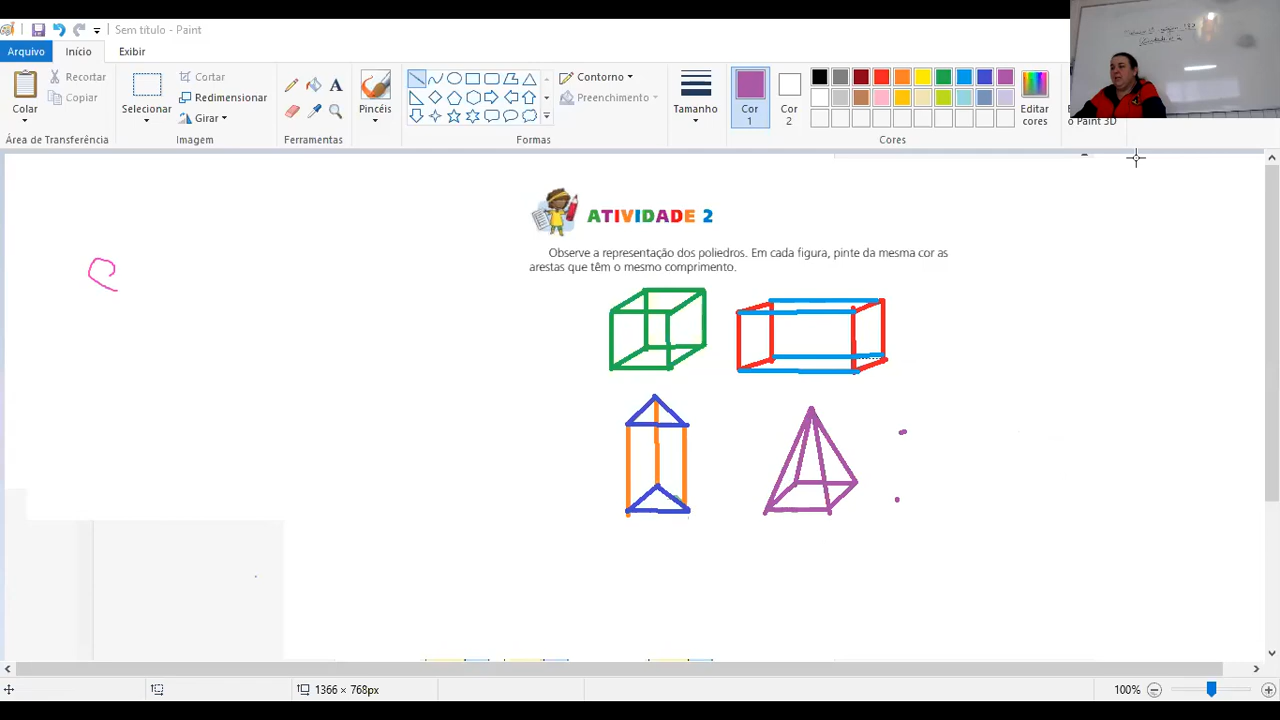 Sem título - Paint
Arquivo Início Exibir
Colar
Recortar
Copiar
Área de Transferência
Selecionar
Cortar
Redimensionar
Girar
Imagem
A
Ferramentas
Pincéis
Formas
Contorno
Preenchimento
Tamanho
Cor
1
Cor
2
Cores
Editar
cores
o Paint 3D
ATIVIDADE 2
Observe a representação dos poliedros. Em cada figura, pinte da mesma cor as
arestas que têm o mesmo comprimento.
1366 × 768px
100%